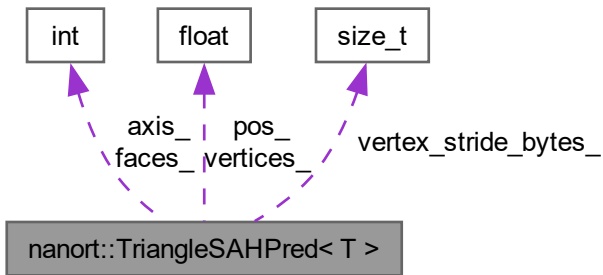 int
float
size_t
axis_
faces_
pos_
vertices_
vertex_stride_bytes_
nanort::TriangleSAHPred< T >